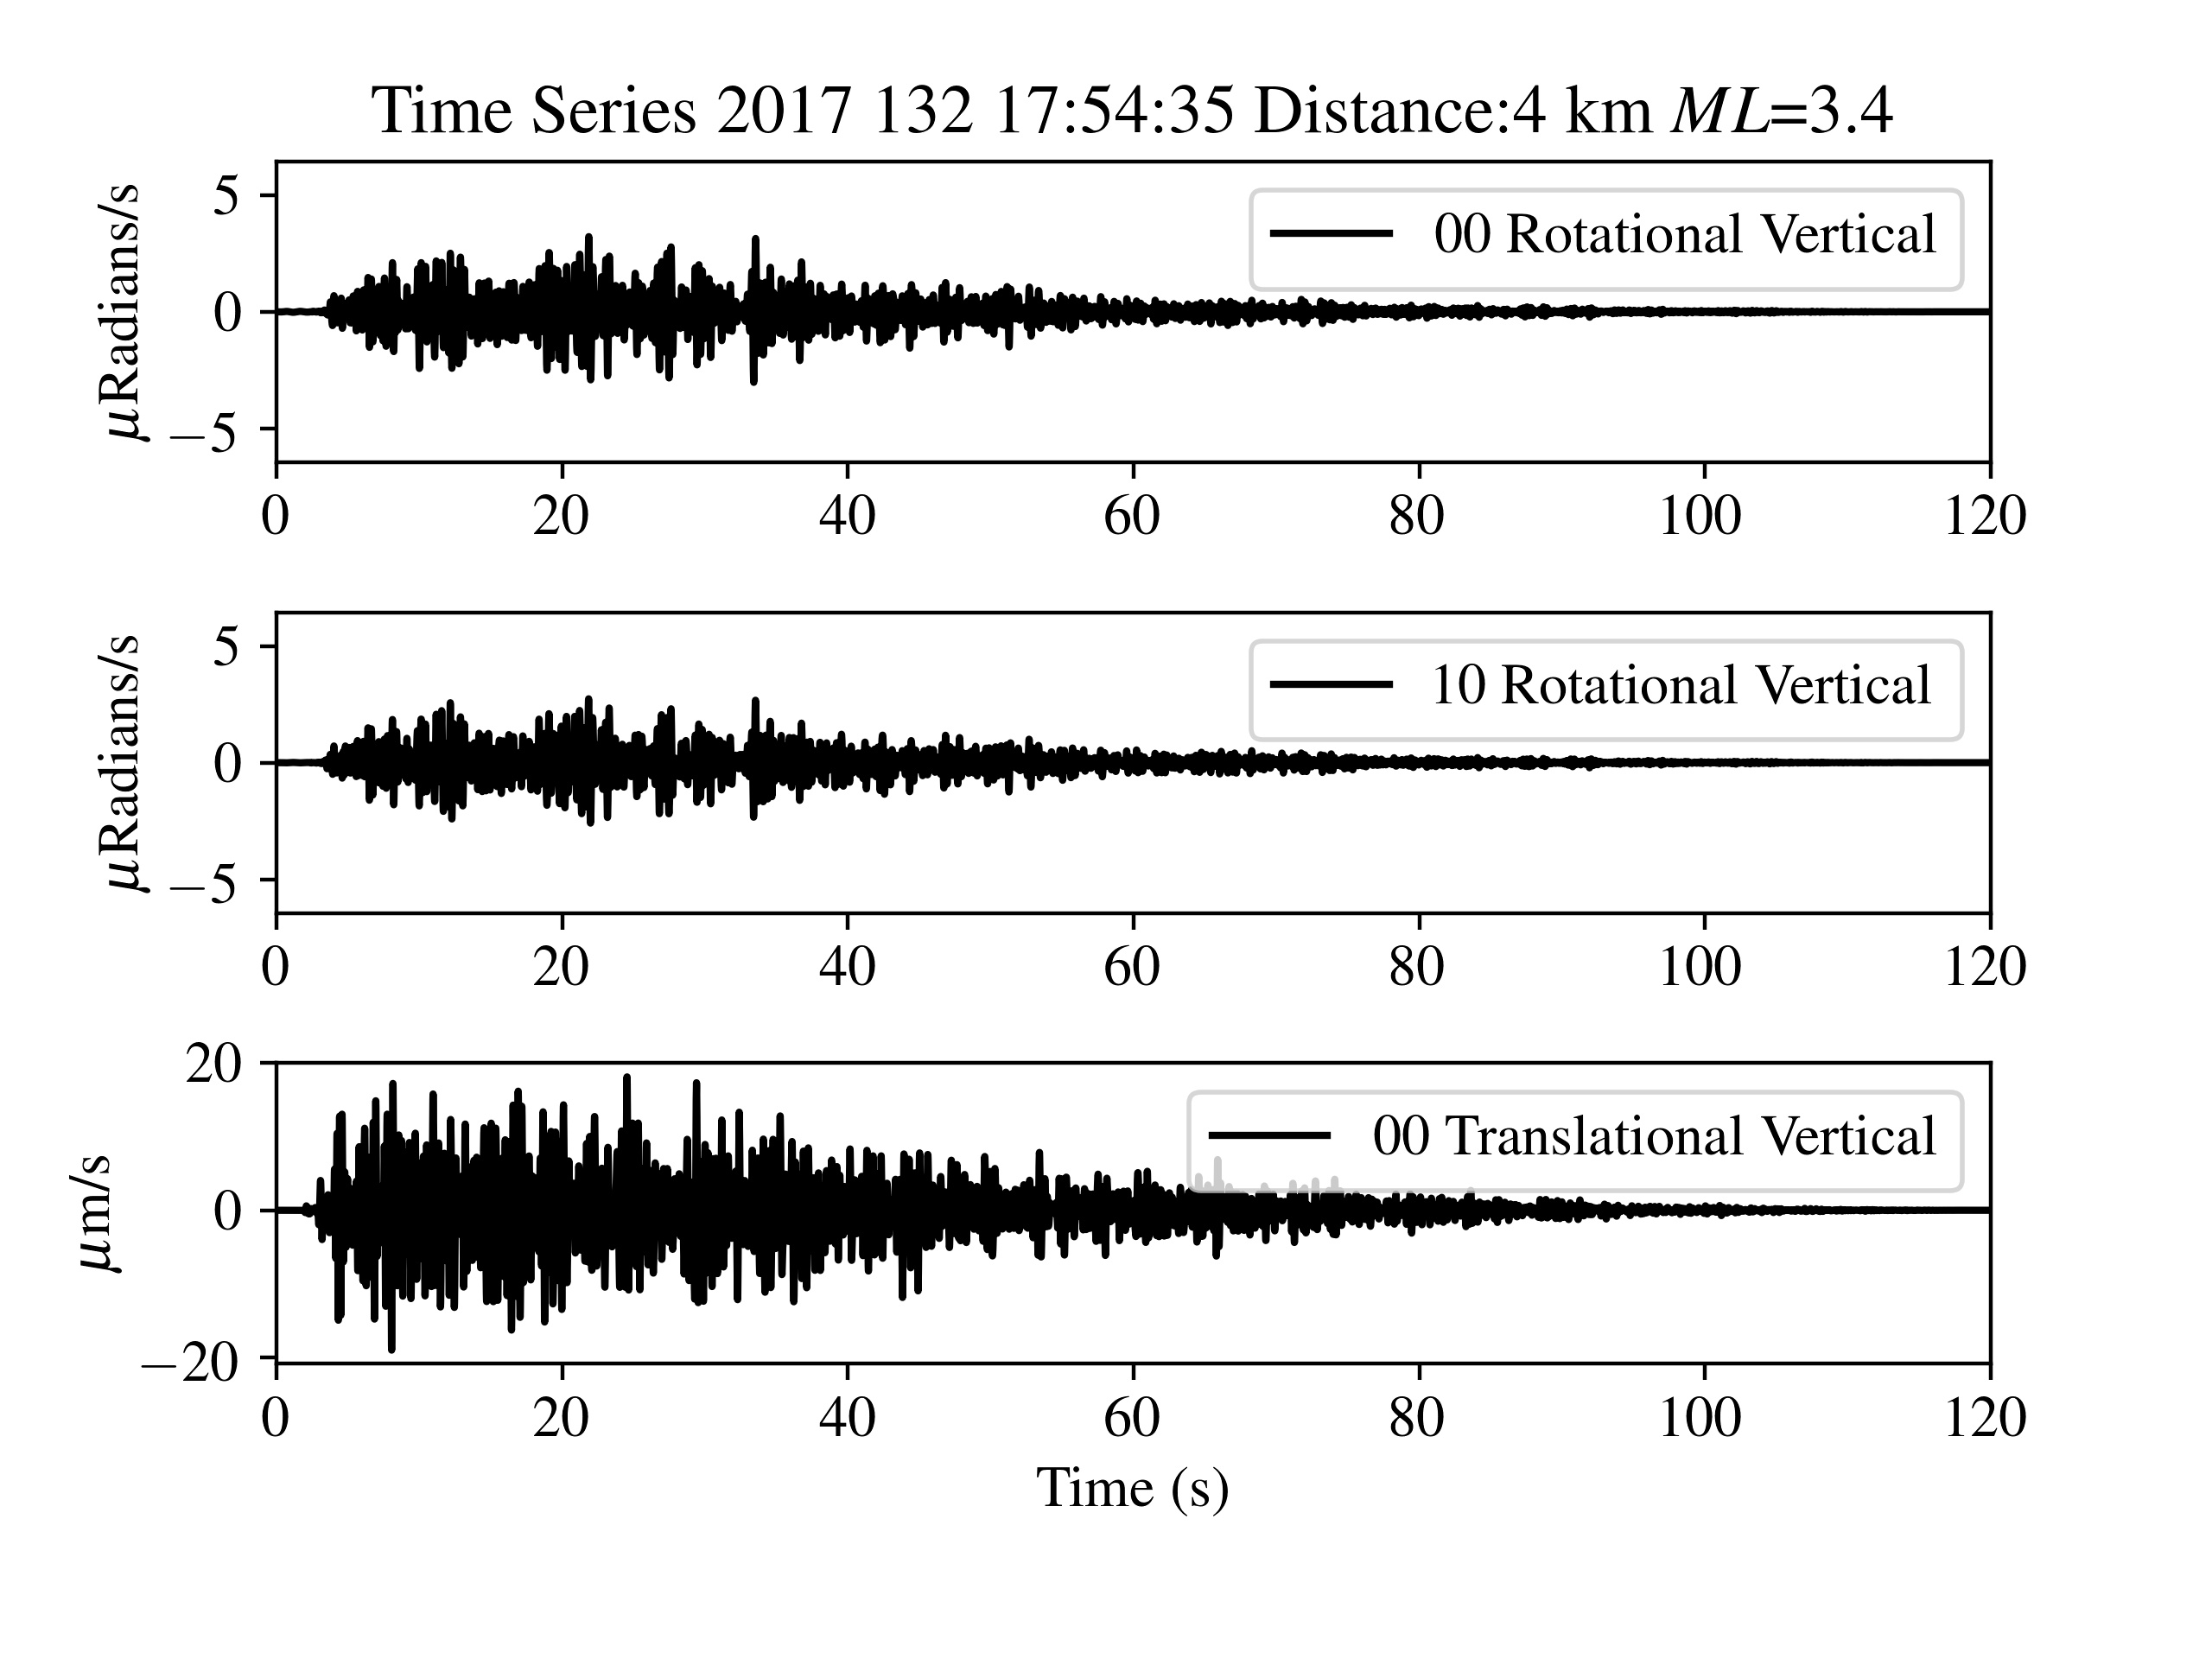 Time Series 2017 132 17:54:35 Distance:4 km ML=3.4
μRadians/s
5
0
−5
00 Rotational Vertical
0 20 40 60 80 100 120
μRadians/s
5
0
−5
10 Rotational Vertical
0 20 40 60 80 100 120
μm/s
20
0
−20
00 Translational Vertical
0 20 40 60 80 100 120
Time (s)